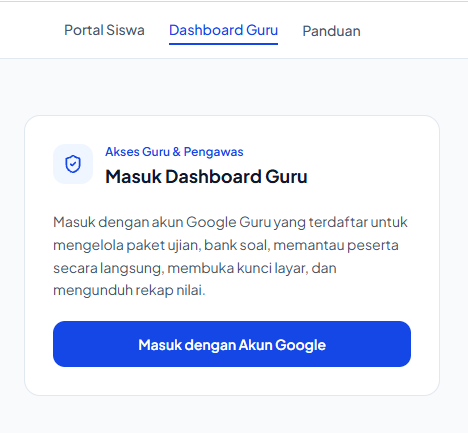 Portal Siswa
Dashboard Guru
Panduan
Akses Guru & Pengawas
Masuk Dashboard Guru
Masuk dengan akun Google Guru yang terdaftar untuk
mengelola paket ujian, bank soal, memantau peserta
secara langsung, membuka kunci layar, dan
mengunduh rekap nilai.
Masuk dengan Akun Google